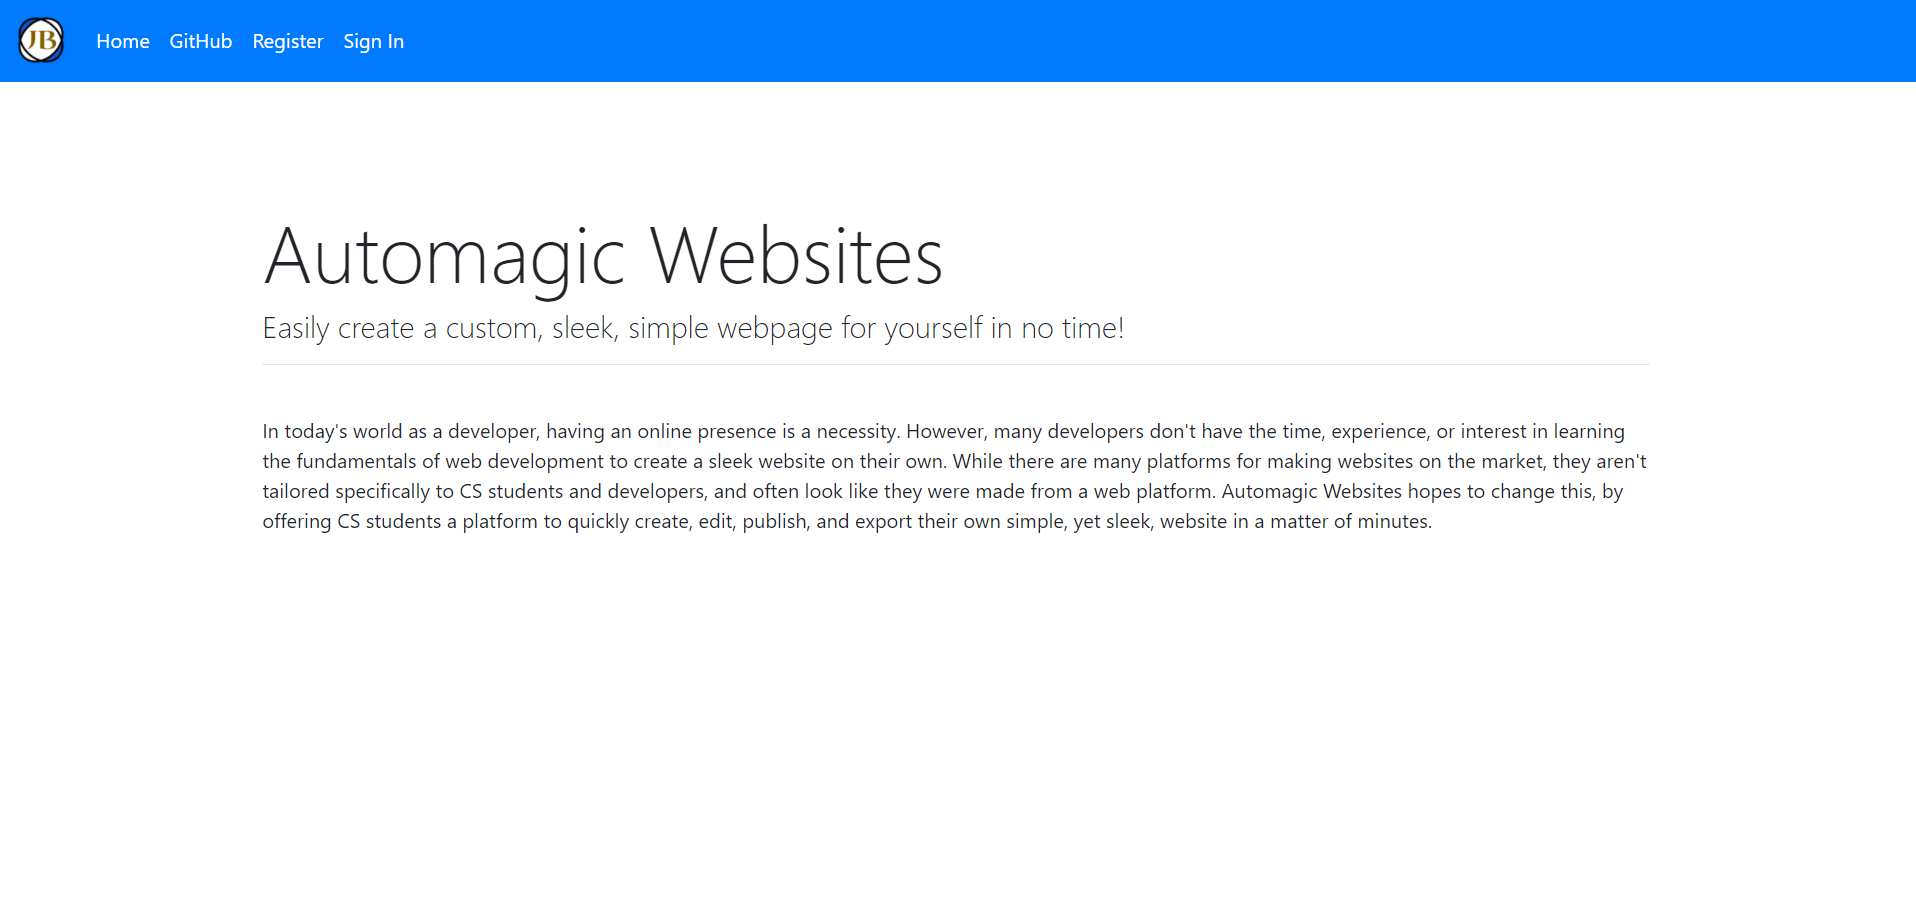 JB
Home GitHub Register Sign In
Automagic Websites
Easily create a custom, sleek, simple webpage for yourself in no time!
In today's world as a developer, having an online presence is a necessity. However, many developers don't have the time, experience, or interest in learning
the fundamentals of web development to create a sleek website on their own. While there are many platforms for making websites on the market, they aren't
tailored specifically to CS students and developers, and often look like they were made from a web platform. Automagic Websites hopes to change this, by
offering CS students a platform to quickly create, edit, publish, and export their own simple, yet sleek, website in a matter of minutes.